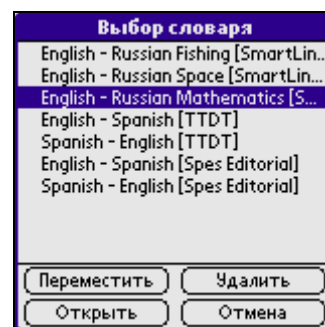 Выбор словаря
English - Russian Fishing [SmartLin...
English - Russian Space [SmartLin...
English - Russian Mathematics [S...
English - Spanish [TTDT]
Spanish - English [TTDT]
English - Spanish [Spes Editorial]
Spanish - English [Spes Editorial]
Переместить Удалить
Открыть Отмена